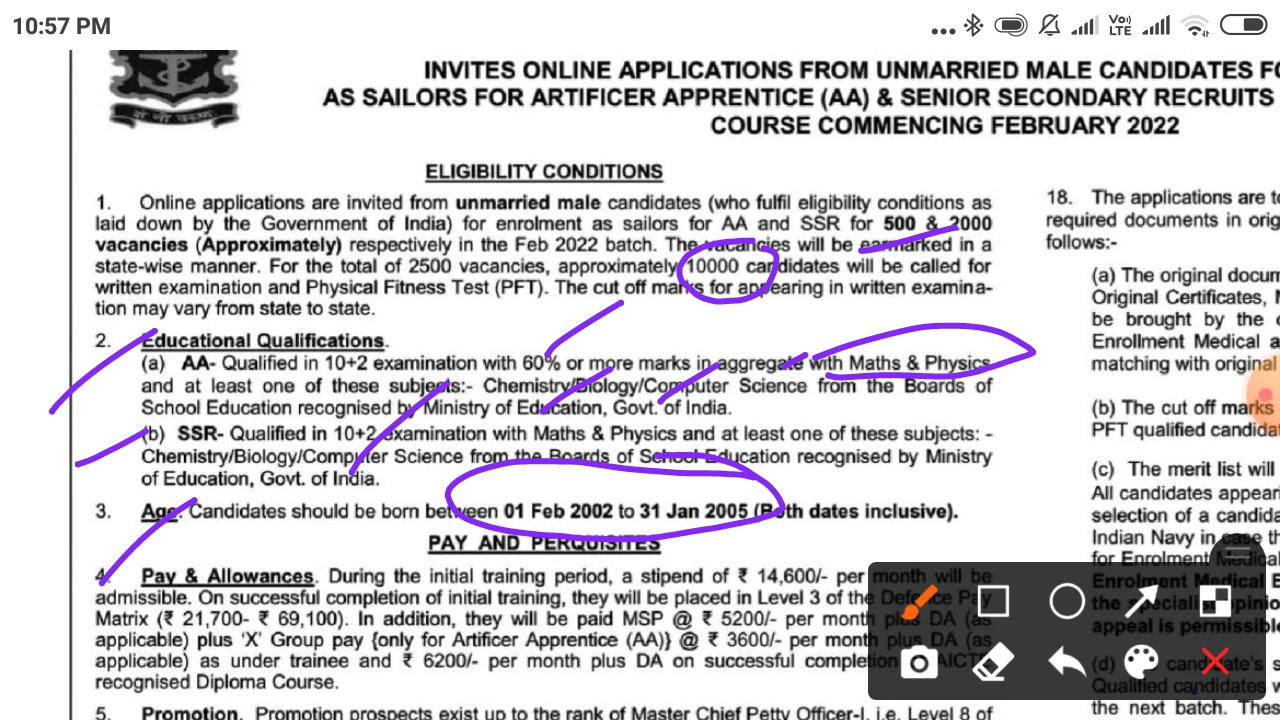 10:57 PM
Vo)
LTE
INVITES ONLINE APPLICATIONS FROM UNMARRIED MALE CANDIDATES
AS SAILORS FOR ARTIFICER APPRENTICE (AA) & SENIOR SECONDARY RECRUITS
COURSE COMMENCING FEBRUARY 2022
ELIGIBILITY CONDITIONS
1. Online applications are invited from unmarried male candidates (who fulfil eligibility conditions as
laid down by the Government of India) for enrolment as sailors for AA and SSR for 500 & 2000
vacancies (Approximately) respectively in the Feb 2022 batch. The vacancies will be earmarked in a
state-wise manner. For the total of 2500 vacancies, approximately 10000 candidates will be called for
written examination and Physical Fitness Test (PFT). The cut off marks for appearing in written examina-
tion may vary from state to state.
2. Educational Qualifications.
(a) AA- Qualified in 10+2 examination with 60% or more marks in aggregate with Maths & Physics
and at least one of these subjects:- Chemistry/Biology/Computer Science from the Boards of
School Education recognised by Ministry of Education, Govt. of India.
(b) SSR- Qualified in 10+2 examination with Maths & Physics and at least one of these subjects: -
Chemistry/Biology/Computer Science from the Boards of School Education recognised by Ministry
of Education, Govt. of India.
3. Age. Candidates should be born between 01 Feb 2002 to 31 Jan 2005 (Both dates inclusive).
PAY AND PERQUISITES
4. Pay & Allowances. During the initial training period, a stipend of ₹ 14,600/- per month will be
admissible. On successful completion of initial training, they will be placed in Level 3 of the Defence Pay
Matrix (₹ 21,700- ₹ 69,100). In addition, they will be paid MSP @ ₹ 5200/- per month plus DA (as
applicable) plus 'X' Group pay {only for Artificer Apprentice (AA)} @ ₹ 3600/- per month plus DA (as
applicable) as under trainee and ₹ 6200/- per month plus DA on successful completion AICTE
recognised Diploma Course.
5. Promotion. Promotion prospects exist up to the rank of Master Chief Petty Officer-I, i.e. Level 8 of
18. The applications are
required documents in
follows:-
(a) The original
Original Certificates,
be brought by the
Enrollment Medical
matching with original
(b) The cut off marks
PFT qualified
(c) The merit list will
All candidates
selection of a
Indian Navy in case
for Enrolment Medical
Enrolment Medical
the specialist
appeal is
(d) candidate's
Qualified candidates
the next batch.